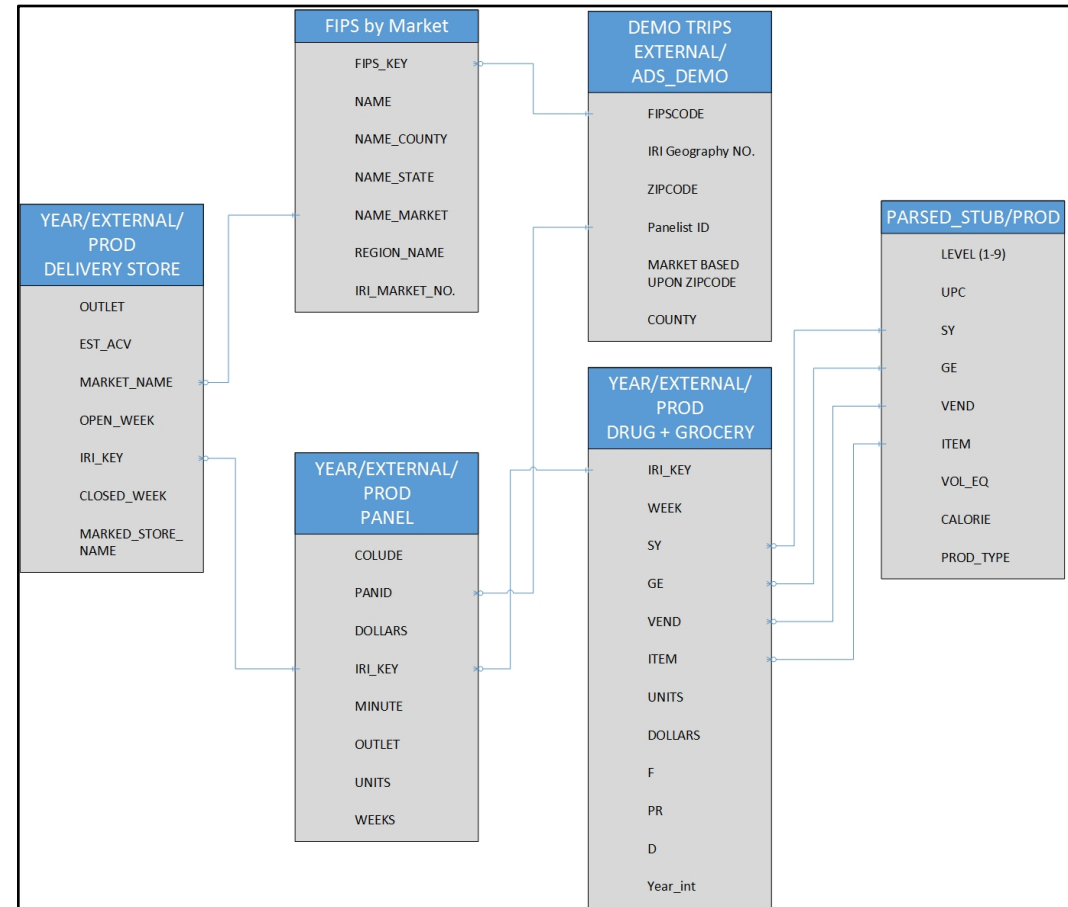 FIPS by Market
FIPS_KEY
NAME
NAME_COUNTY
NAME_STATE
NAME_MARKET
REGION_NAME
IRI_MARKET_NO.
DEMO TRIPS
EXTERNAL/
ADS_DEMO
FIPSCODE
IRI Geography NO.
ZIPCODE
Panelist ID
MARKET BASED
UPON ZIPCODE
COUNTY
YEAR/EXTERNAL/
PROD
DELIVERY STORE
OUTLET
EST_ACV
MARKET_NAME
OPEN_WEEK
IRI_KEY
CLOSED_WEEK
MARKED_STORE_
NAME
PARSED_STUB/PROD
LEVEL (1-9)
UPC
SY
GE
VEND
ITEM
VOL_EQ
CALORIE
PROD_TYPE
YEAR/EXTERNAL/
PROD
PANEL
COLUDE
PANID
DOLLARS
IRI_KEY
MINUTE
OUTLET
UNITS
WEEKS
YEAR/EXTERNAL/
PROD
DRUG + GROCERY
IRI_KEY
WEEK
SY
GE
VEND
ITEM
UNITS
DOLLARS
F
PR
D
Year_int